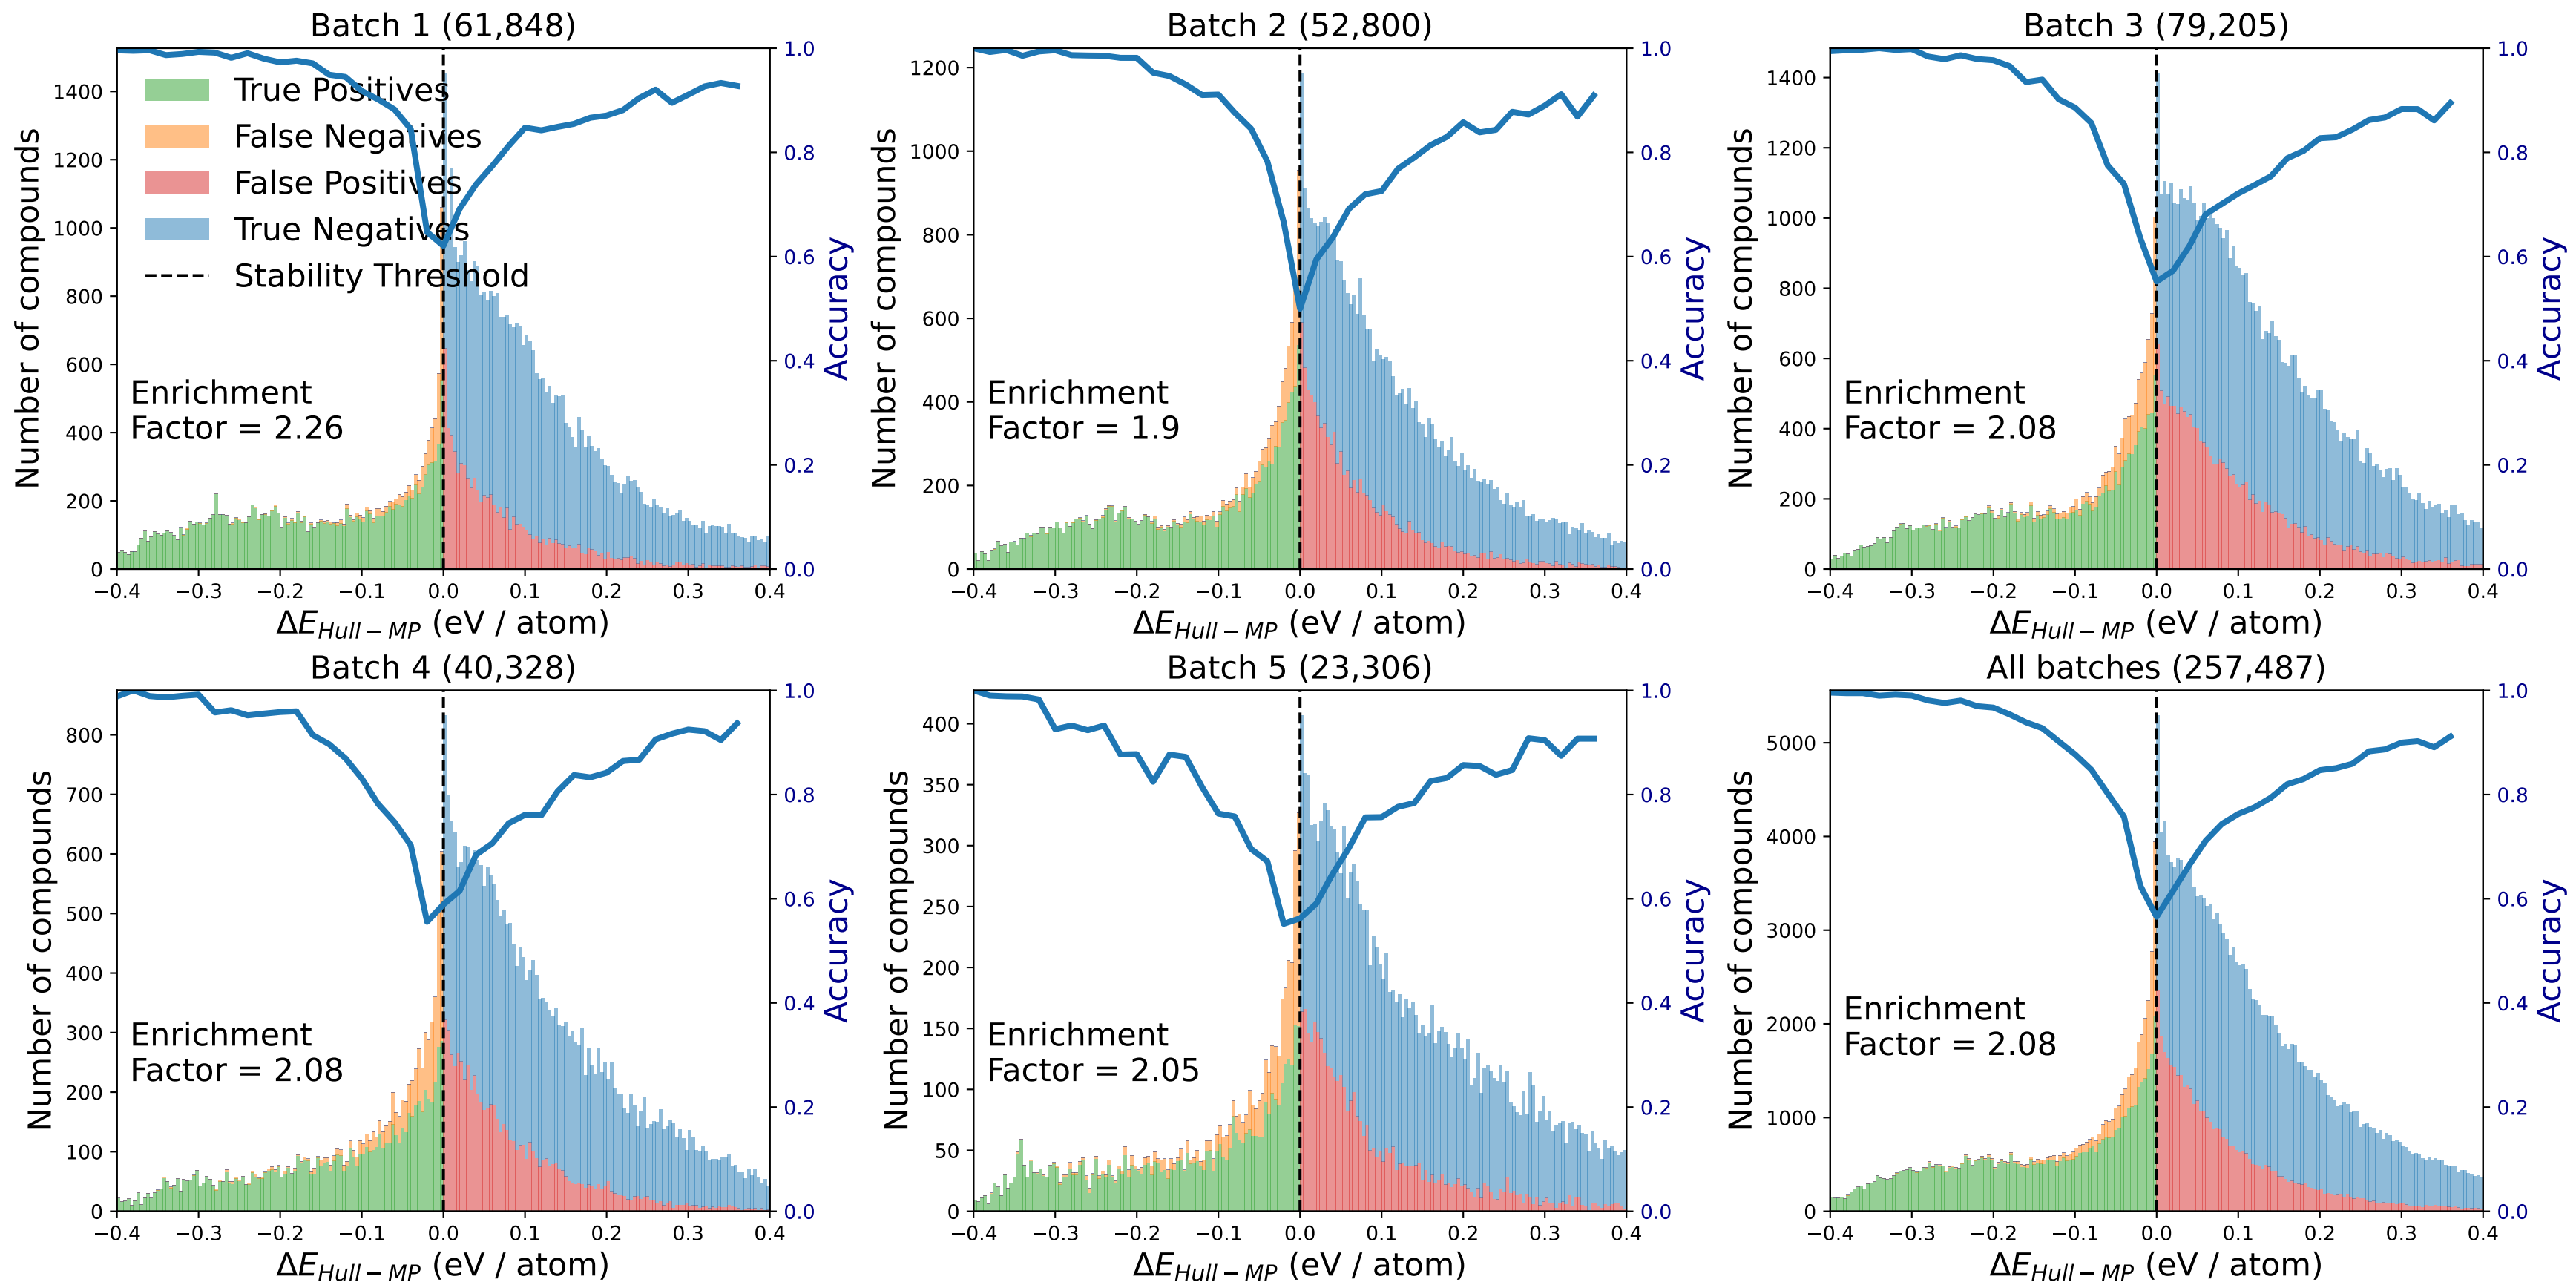 Batch 1 (61,848)
1400
1200
1000
800
600
400
200
0
Number of compounds
True Positives
False Negatives
False Positives
True Negatives
Stability Threshold
Enrichment
Factor = 2.26
1.0
0.8
0.6
0.4
0.2
0.0
Accuracy
−0.4 −0.3 −0.2 −0.1 0.0 0.1 0.2 0.3 0.4
ΔE_{Hull−MP} (eV / atom)
Batch 2 (52,800)
1200
1000
800
600
400
200
0
Number of compounds
Enrichment
Factor = 1.9
1.0
0.8
0.6
0.4
0.2
0.0
Accuracy
−0.4 −0.3 −0.2 −0.1 0.0 0.1 0.2 0.3 0.4
ΔE_{Hull−MP} (eV / atom)
Batch 3 (79,205)
1400
1200
1000
800
600
400
200
0
Number of compounds
Enrichment
Factor = 2.08
1.0
0.8
0.6
0.4
0.2
0.0
Accuracy
−0.4 −0.3 −0.2 −0.1 0.0 0.1 0.2 0.3 0.4
ΔE_{Hull−MP} (eV / atom)
Batch 4 (40,328)
800
700
600
500
400
300
200
100
0
Number of compounds
Enrichment
Factor = 2.08
1.0
0.8
0.6
0.4
0.2
0.0
Accuracy
−0.4 −0.3 −0.2 −0.1 0.0 0.1 0.2 0.3 0.4
ΔE_{Hull−MP} (eV / atom)
Batch 5 (23,306)
400
350
300
250
200
150
100
50
0
Number of compounds
Enrichment
Factor = 2.05
1.0
0.8
0.6
0.4
0.2
0.0
Accuracy
−0.4 −0.3 −0.2 −0.1 0.0 0.1 0.2 0.3 0.4
ΔE_{Hull−MP} (eV / atom)
All batches (257,487)
5000
4000
3000
2000
1000
0
Number of compounds
Enrichment
Factor = 2.08
1.0
0.8
0.6
0.4
0.2
0.0
Accuracy
−0.4 −0.3 −0.2 −0.1 0.0 0.1 0.2 0.3 0.4
ΔE_{Hull−MP} (eV / atom)